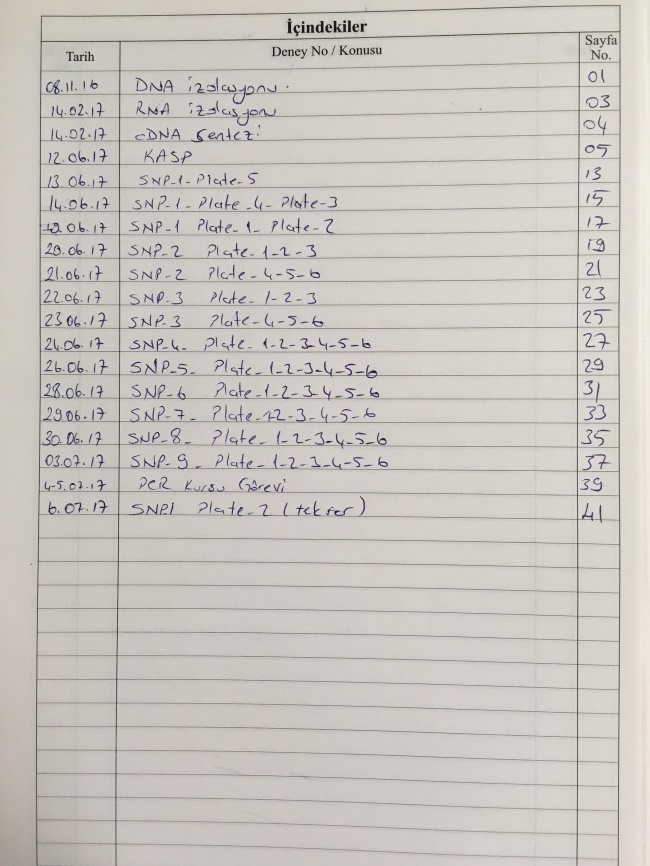 İçindekiler
Tarih Deney No / Konusu Sayfa No.
08.11.16 DNA izolasyonu. 01
14.02.17 RNA izolasyonu 03
14.02.17 cDNA Sentezi 04
12.06.17 KASP 05
13.06.17 SNP-1-Plate-5 13
14.06.17 SNP-1-Plate-4-Plate-3 15
06.17 SNP-1 Plate-1-Plate-2 17
20.06.17 SNP-2 Plate-1-2-3 19
21.06.17 SNP-2 Plate-4-5-6 21
22.06.17 SNP-3 Plate-1-2-3 23
23.06.17 SNP-3 Plate-4-5-6 25
24.06.17 SNP-4- Plate-1-2-3-4-5-6 27
26.06.17 SNP-5- Plate-1-2-3-4-5-6 29
28.06.17 SNP-6 Plate-1-2-3-4-5-6 31
29.06.17 SNP-7- Plate-12-3-4-5-6 33
30.06.17 SNP-8- Plate-1-2-3-4-5-6 35
03.07.17 SNP-9- Plate-1-2-3-4-5-6 37
4-5.07.17 PCR Kursu Görevi 39
6.07.17 SNP1 Plate-2 (tekrar) 41